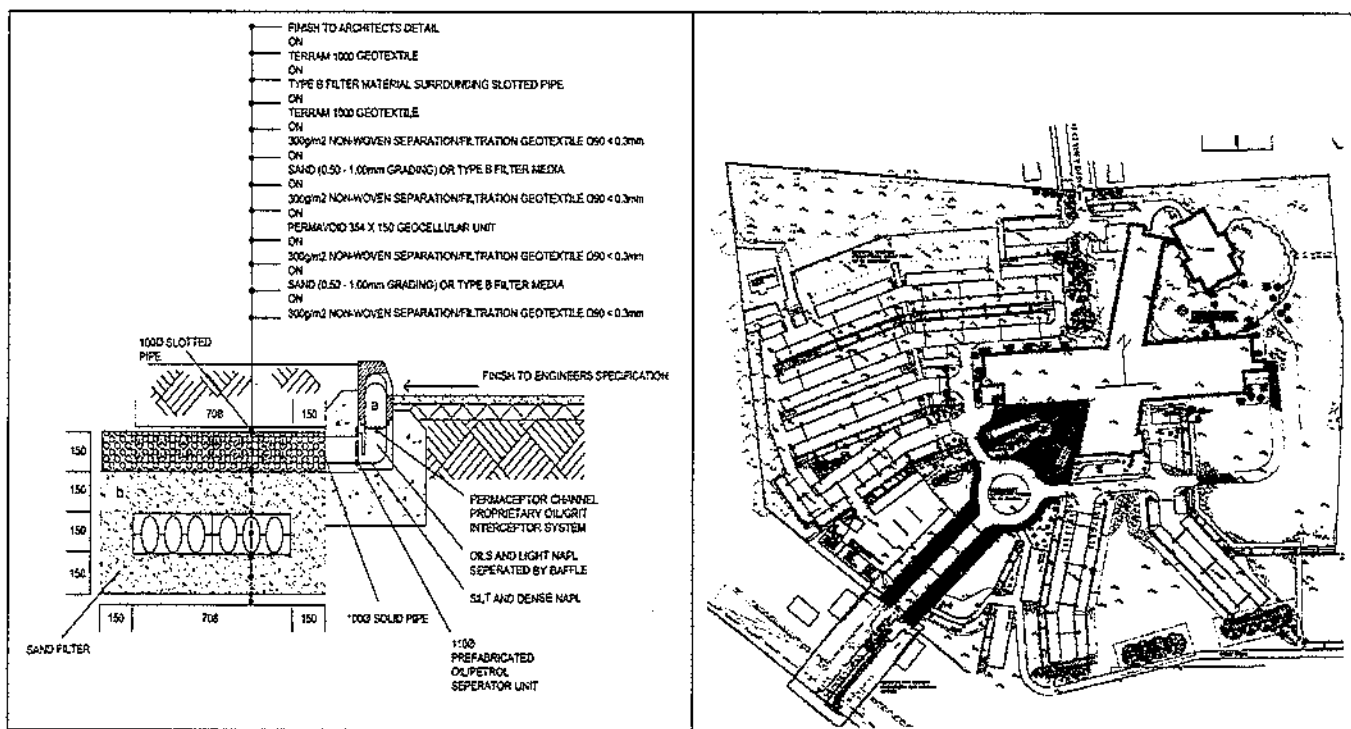 FINISH TO ARCHITECTS DETAIL
ON
TERRAM 1000 GEOTEXTILE
ON
TYPE B FILTER MATERIAL SURROUNDING SLOTTED PIPE
ON
TERRAM 1000 GEOTEXTILE
ON
300g/m2 NON-WOVEN SEPARATION/FILTRATION GEOTEXTILE O90 < 0.3mm
ON
SAND (0.50 - 1.00mm GRADING) OR TYPE B FILTER MEDIA
ON
300g/m2 NON-WOVEN SEPARATION/FILTRATION GEOTEXTILE O90 < 0.3mm
ON
PERMAVOID 354 X 150 GEOCELLULAR UNIT
ON
300g/m2 NON-WOVEN SEPARATION/FILTRATION GEOTEXTILE O90 < 0.3mm
ON
SAND (0.50 - 1.00mm GRADING) OR TYPE B FILTER MEDIA
ON
300g/m2 NON-WOVEN SEPARATION/FILTRATION GEOTEXTILE O90 < 0.3mm
100Ø SLOTTED
PIPE
FINISH TO ENGINEERS SPECIFICATION
a
708
150
150
150
b
150
150
PERMACEPTOR CHANNEL
PROPRIETARY OIL/GRIT
INTERCEPTOR SYSTEM
OILS AND LIGHT NAPL
SEPERATED BY BAFFLE
SILT AND DENSE NAPL
150
708
150
100Ø SOLID PIPE
SAND FILTER
110Ø
PREFABRICATED
OIL/PETROL
SEPERATOR UNIT